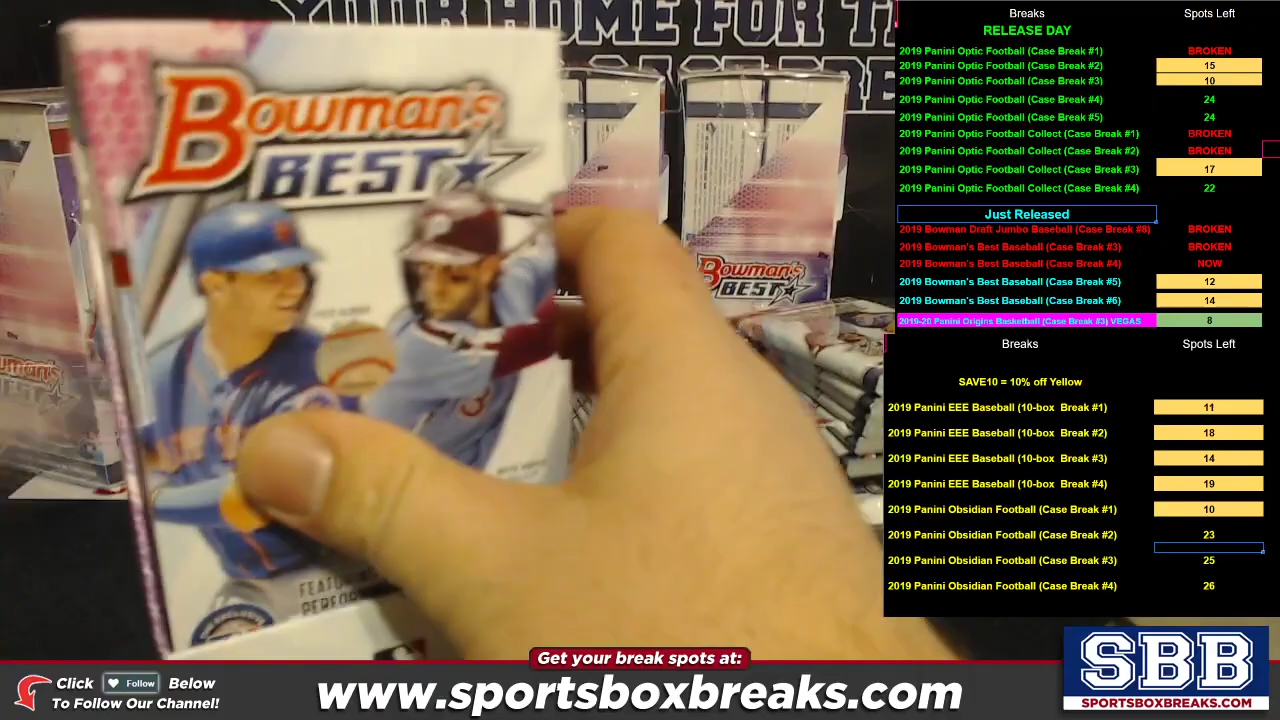 YOUR HOME FOR T
CASE BREAK
BOWMAN'S
BEST
BOWMAN'S
BEST
3
Breaks Spots Left
RELEASE DAY
2019 Panini Optic Football (Case Break #1) BROKEN
2019 Panini Optic Football (Case Break #2) 15
2019 Panini Optic Football (Case Break #3) 10
2019 Panini Optic Football (Case Break #4) 24
2019 Panini Optic Football (Case Break #5) 24
2019 Panini Optic Football Collect (Case Break #1) BROKEN
2019 Panini Optic Football Collect (Case Break #2) BROKEN
2019 Panini Optic Football Collect (Case Break #3) 17
2019 Panini Optic Football Collect (Case Break #4) 22
Just Released
2019 Bowman Draft Jumbo Baseball (Case Break #8) BROKEN
2019 Bowman's Best Baseball (Case Break #3) BROKEN
2019 Bowman's Best Baseball (Case Break #4) NOW
2019 Bowman's Best Baseball (Case Break #5) 12
2019 Bowman's Best Baseball (Case Break #6) 14
2019-20 Panini Origins Basketball (Case Break #3) VEGAS 8
Breaks Spots Left
SAVE10 = 10% off Yellow
2019 Panini EEE Baseball (10-box Break #1) 11
2019 Panini EEE Baseball (10-box Break #2) 18
2019 Panini EEE Baseball (10-box Break #3) 14
2019 Panini EEE Baseball (10-box Break #4) 19
2019 Panini Obsidian Football (Case Break #1) 10
2019 Panini Obsidian Football (Case Break #2) 23
2019 Panini Obsidian Football (Case Break #3) 25
2019 Panini Obsidian Football (Case Break #4) 26
Get your break spots at:
Click Follow Below
To Follow Our Channel!
www.sportsboxbreaks.com
SBB
SPORTSBOXBREAKS.COM